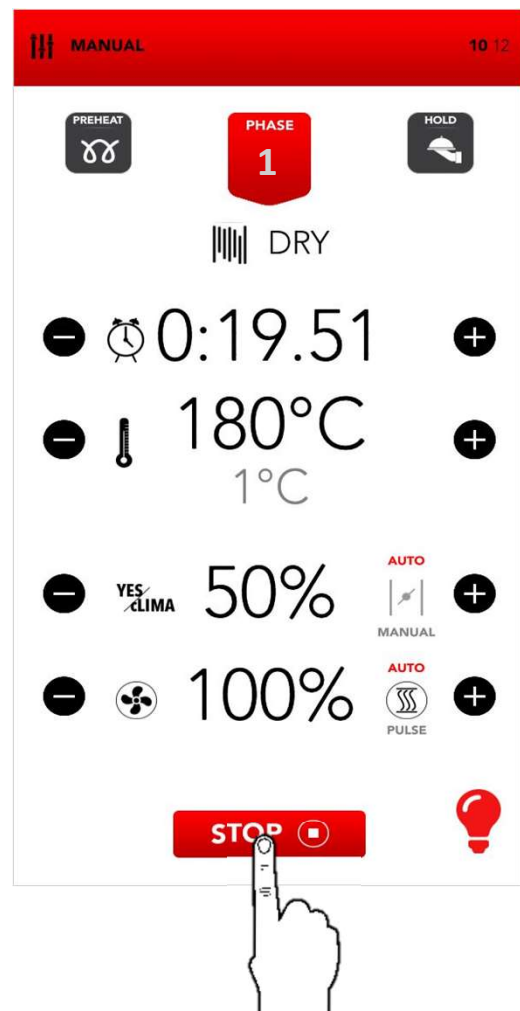 MANUAL 10 12
PREHEAT
PHASE
1
HOLD
DRY
0:19.51
180°C
1°C
YES/CLIMA 50% AUTO
MANUAL
100% AUTO
PULSE
STOP